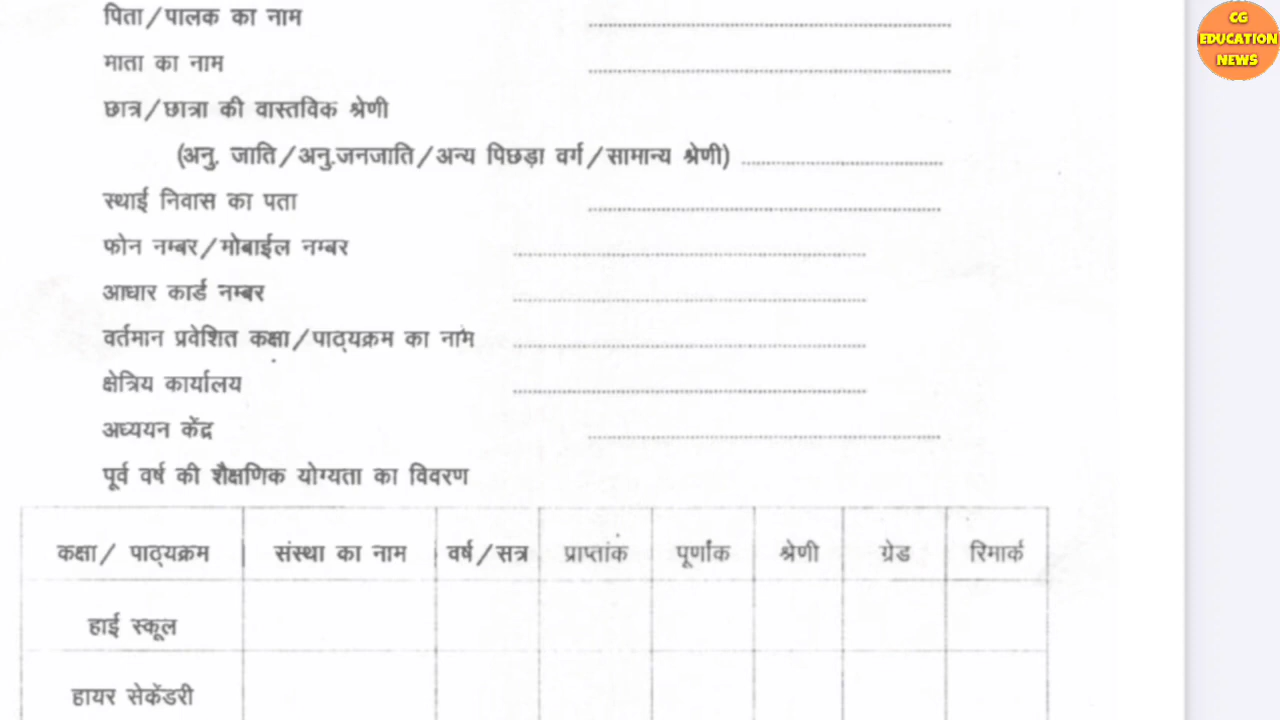 पिता/पालक का नाम ........................
माता का नाम ........................
छात्र/छात्रा की वास्तविक श्रेणी
(अनु. जाति/अनु.जनजाति/अन्य पिछड़ा वर्ग/सामान्य श्रेणी) ........................
स्थाई निवास का पता ........................
फोन नम्बर/मोबाईल नम्बर ........................
आधार कार्ड नम्बर ........................
वर्तमान प्रवेशित कक्षा/पाठ्यक्रम का नाम ........................
क्षेत्रिय कार्यालय ........................
अध्ययन केंद्र ........................
पूर्व वर्ष की शैक्षणिक योग्यता का विवरण
कक्षा/ पाठ्यक्रम संस्था का नाम वर्ष/सत्र प्राप्तांक पूर्णांक श्रेणी ग्रेड रिमार्क
हाई स्कूल
हायर सेकेंडरी
CG
EDUCATION
NEWS